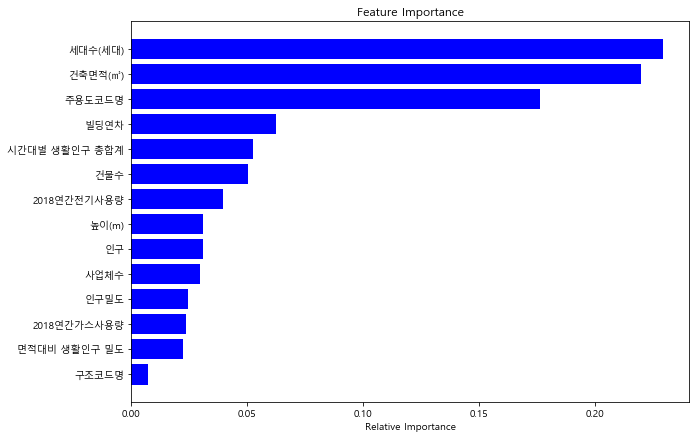 Feature Importance
세대수(세대)
건축면적(㎡)
주용도코드명
빌딩연차
시간대별 생활인구 총합계
건물수
2018연간전기사용량
높이(m)
인구
사업체수
인구밀도
2018연간가스사용량
면적대비 생활인구 밀도
구조코드명
0.00 0.05 0.10 0.15 0.20
Relative Importance